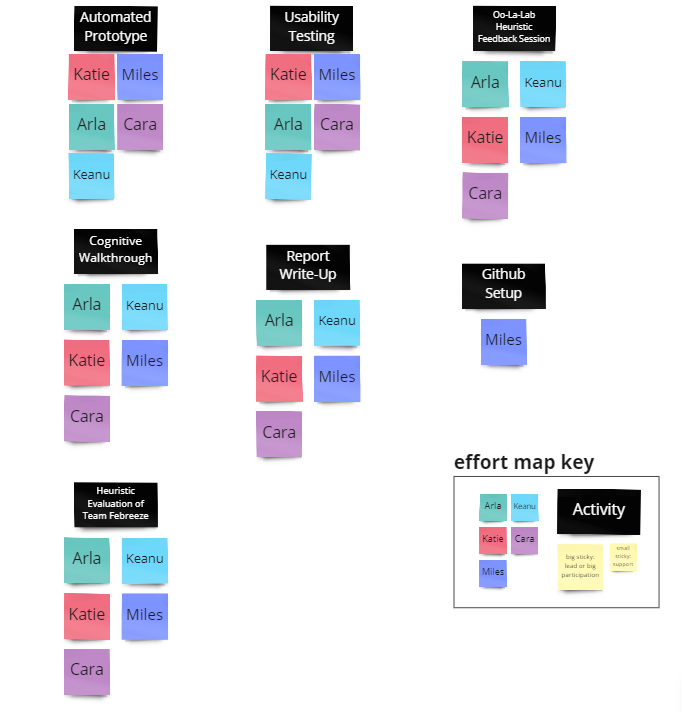 Automated
Prototype
Katie
Miles
Arla
Cara
Keanu
Usability
Testing
Katie
Miles
Arla
Cara
Keanu
Oo-La-Lab
Heuristic
Feedback Session
Arla
Keanu
Katie
Miles
Cara
Cognitive
Walkthrough
Arla
Keanu
Katie
Miles
Cara
Report
Write-Up
Arla
Keanu
Katie
Miles
Cara
Github
Setup
Miles
Heuristic
Evaluation of
Team Febreeze
Arla
Keanu
Katie
Miles
Cara
effort map key
Arla
Keanu
Katie
Cara
Miles
Activity
big sticky:
lead or big
participation
small
sticky:
support